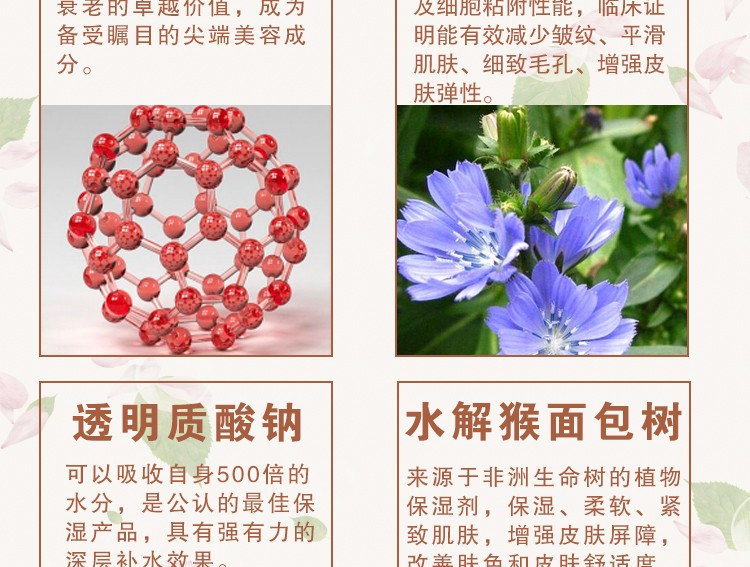 衰老的卓越价值，成为
备受瞩目的尖端美容成
分。
及细胞粘附性能，临床证
明能有效减少皱纹、平滑
肌肤、细致毛孔、增强皮
肤弹性。
透明质酸钠
可以吸收自身500倍的
水分，是公认的最佳保
湿产品，具有强有力的
深层补水效果。
水解猴面包树
来源于非洲生命树的植物
保湿剂，保湿、柔软、紧
致肌肤，增强皮肤屏障，
改善肤色和皮肤舒适度。